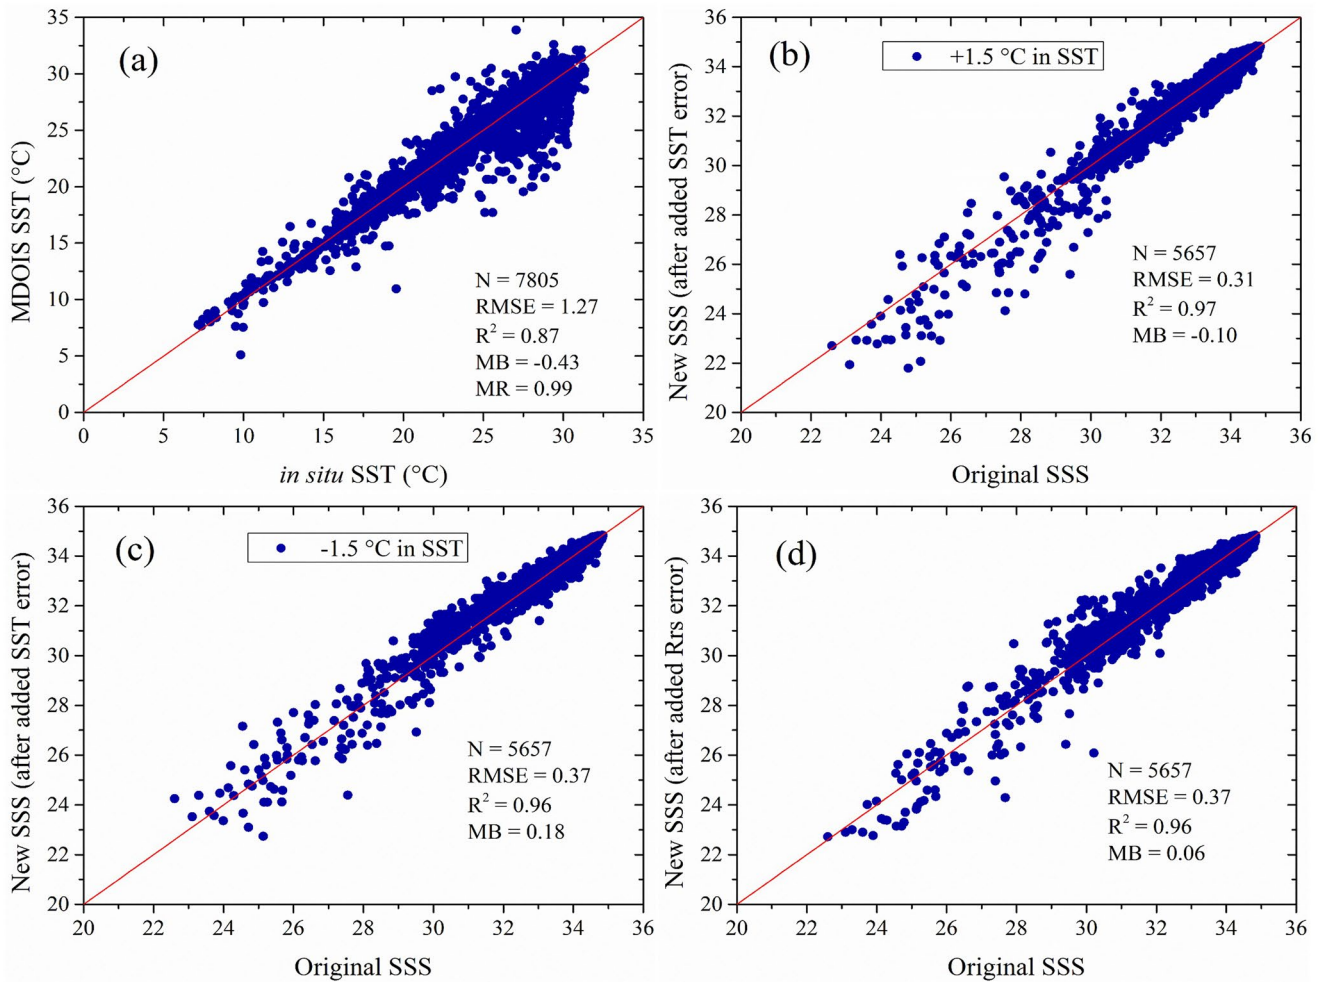 (a)
35
30
25
20
15
10
5
0
MDOIS SST (°C)
N = 7805
RMSE = 1.27
R² = 0.87
MB = -0.43
MR = 0.99
0 5 10 15 20 25 30 35
in situ SST (°C)
(b)
+1.5 °C in SST
36
34
32
30
28
26
24
22
20
New SSS (after added SST error)
N = 5657
RMSE = 0.31
R² = 0.97
MB = -0.10
20 22 24 26 28 30 32 34 36
Original SSS
(c)
-1.5 °C in SST
36
34
32
30
28
26
24
22
20
New SSS (after added SST error)
N = 5657
RMSE = 0.37
R² = 0.96
MB = 0.18
20 22 24 26 28 30 32 34 36
Original SSS
(d)
36
34
32
30
28
26
24
22
20
New SSS (after added Rrs error)
N = 5657
RMSE = 0.37
R² = 0.96
MB = 0.06
20 22 24 26 28 30 32 34 36
Original SSS